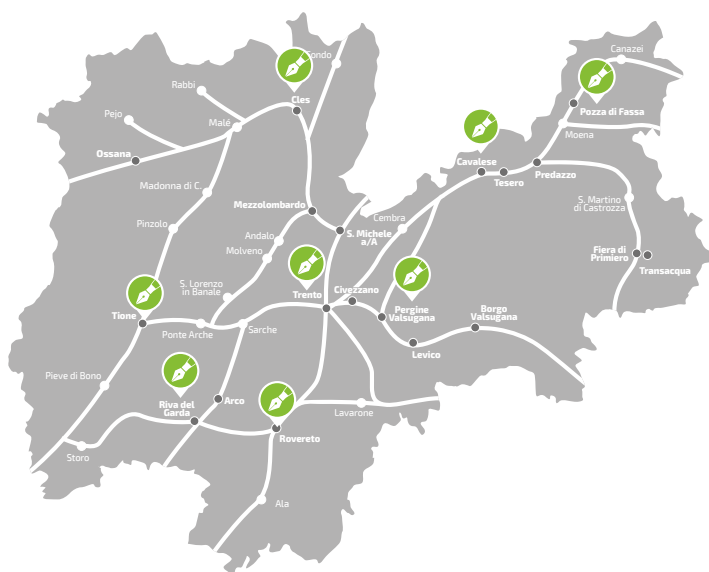 Fondo
Canazei
Rabbi
Cles
Pozza di Fassa
Pejo
Malé
Moena
Ossana
Cavalese
Predazzo
Tesero
Madonna di C.
S. Martino
di Castrozza
Mezzolombardo
Cembra
Pinzolo
Andalo
S. Michele
a/A
Molveno
Fiera di
Primiero
Transacqua
S. Lorenzo
in Banale
Trento
Civezzano
Tione
Pergine
Valsugana
Borgo
Valsugana
Ponte Arche
Sarche
Levico
Pieve di Bono
Riva del
Garda
Arco
Lavarone
Rovereto
Storo
Ala